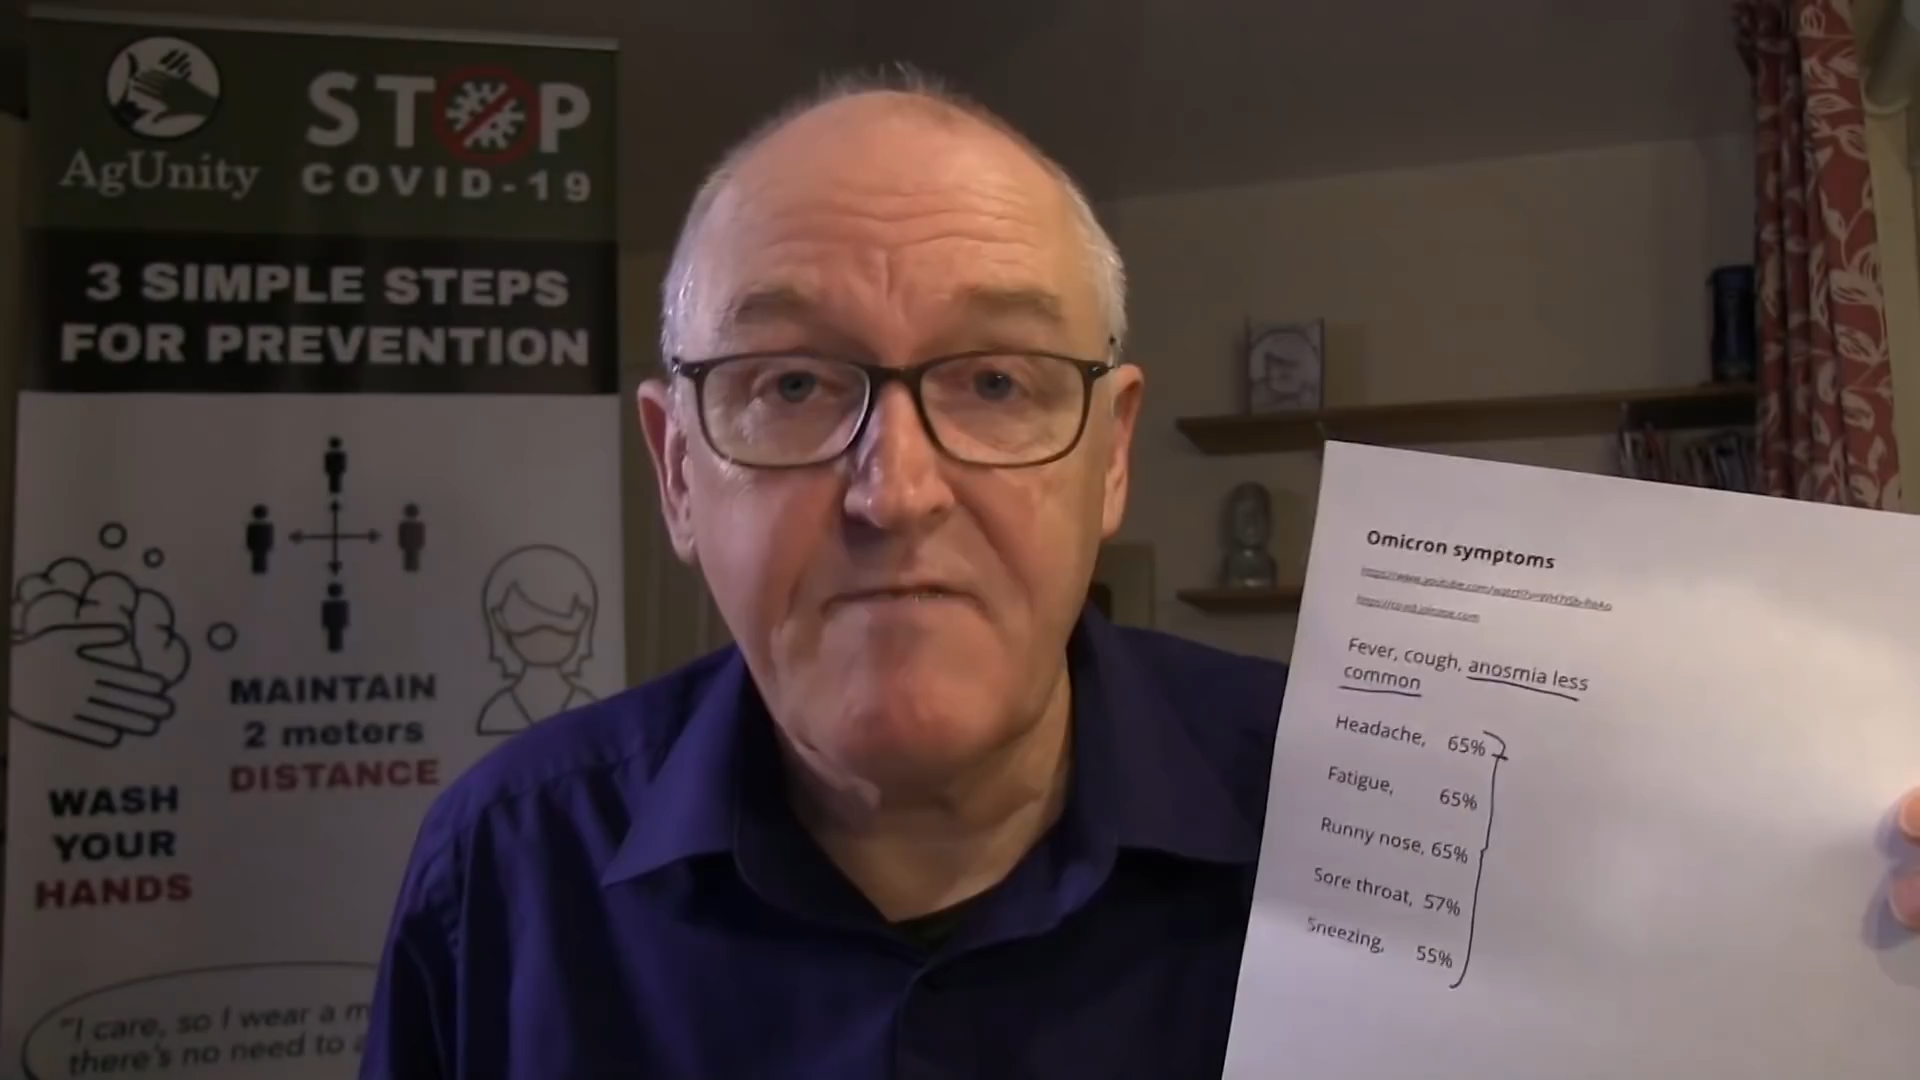 AgUnity
STOP
COVID-19
3 SIMPLE STEPS
FOR PREVENTION
MAINTAIN
2 meters
DISTANCE
WASH
YOUR
HANDS
"I care, so I wear a m
there's no need to a
Omicron symptoms
Fever, cough, anosmia less
common
Headache, 65%
Fatigue, 65%
Runny nose, 65%
Sore throat, 57%
Sneezing, 55%